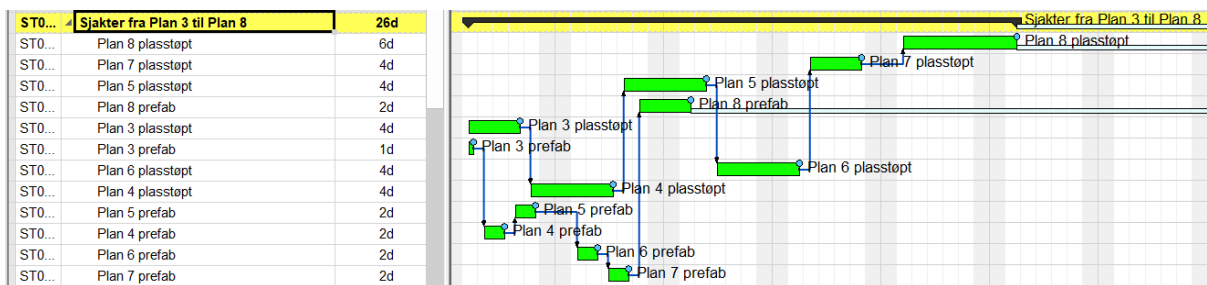 ST0... Sjakter fra Plan 3 til Plan 8 26d Sjakter fra Plan 3 til Plan 8
ST0... Plan 8 plasstøpt 6d Plan 8 plasstøpt
ST0... Plan 7 plasstøpt 4d Plan 7 plasstøpt
ST0... Plan 5 plasstøpt 4d Plan 5 plasstøpt
ST0... Plan 8 prefab 2d Plan 8 prefab
ST0... Plan 3 plasstøpt 4d Plan 3 plasstøpt
ST0... Plan 3 prefab 1d Plan 3 prefab
ST0... Plan 6 plasstøpt 4d Plan 6 plasstøpt
ST0... Plan 4 plasstøpt 4d Plan 4 plasstøpt
ST0... Plan 5 prefab 2d Plan 5 prefab
ST0... Plan 4 prefab 2d Plan 4 prefab
ST0... Plan 6 prefab 2d Plan 6 prefab
ST0... Plan 7 prefab 2d Plan 7 prefab